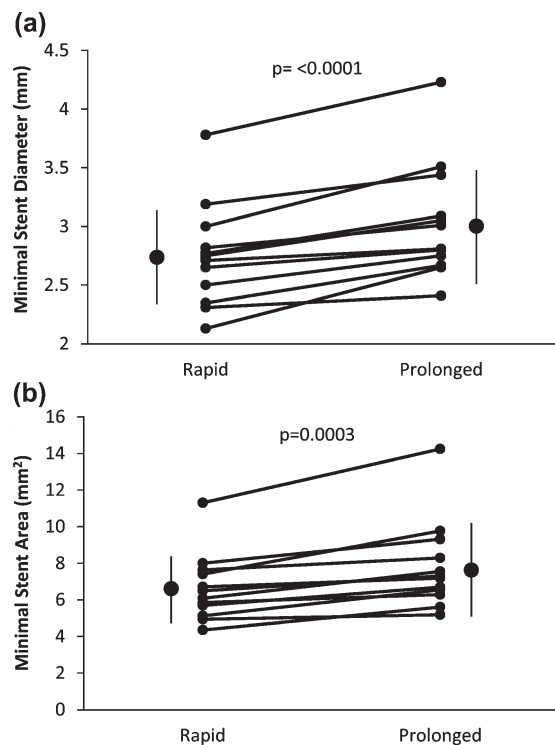 (a)
Minimal Stent Diameter (mm)
4.5
4
3.5
3
2.5
2
p= <0.0001
Rapid Prolonged
(b)
Minimal Stent Area (mm²)
16
14
12
10
8
6
4
2
0
p=0.0003
Rapid Prolonged